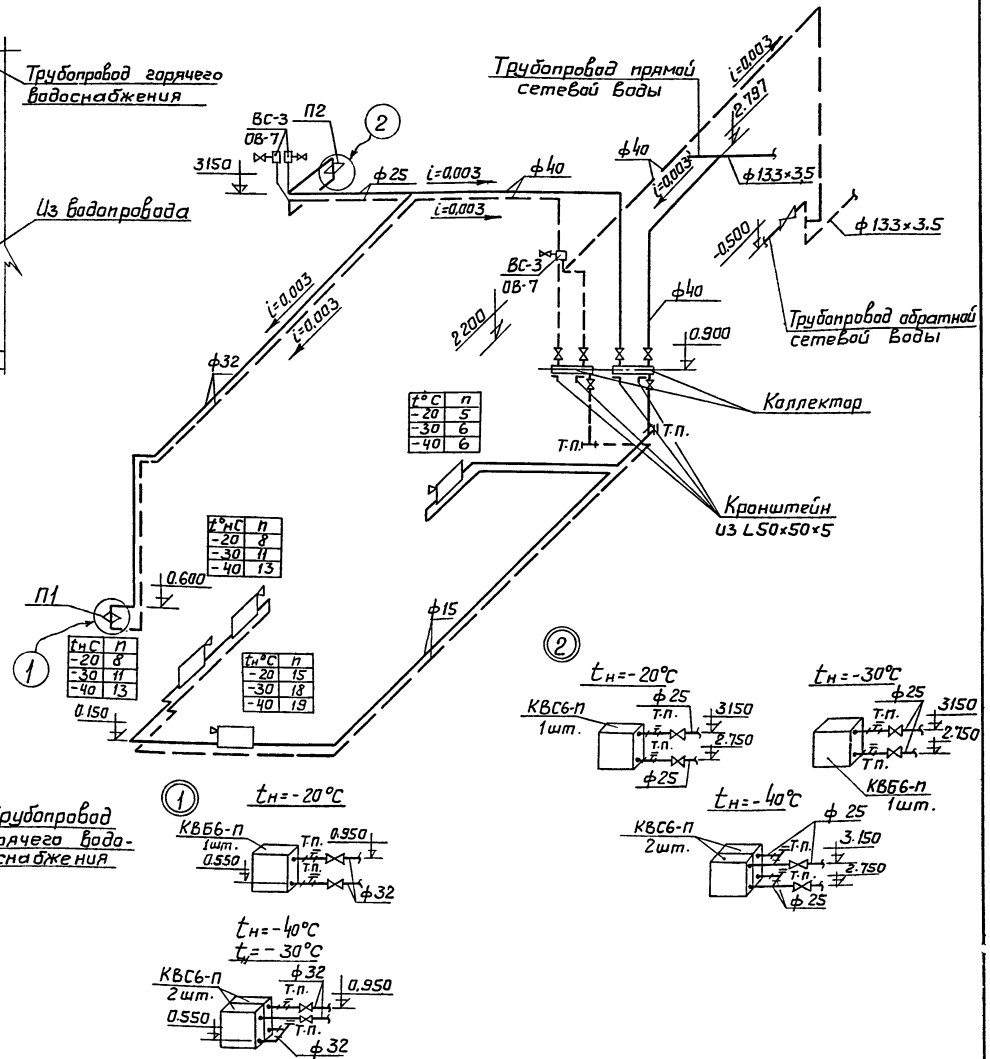 Трубопровод горячего
водоснабжения
Из водопровода
ВС-3
ОВ-7
П2
2
3150
ф25
i=0,003
ф40
i=0,003
Трубопровод прямой
сетевой воды
i=0,003
2.797
ф40
i=0,003
ф133×3.5
-0,500
ф133×3.5
Трубопровод обратной
сетевой воды
ВС-3
ОВ-7
2200
ф40
0.900
Коллектор
i=0,003
i=0,003
ф32
t°С n
-20 5
-30 6
-40 6
Т.П.
Т.П.
Кронштейн
из L50×50×5
t°нС n
-20 8
-30 11
-40 13
0.600
П1
1
tнС n
-20 8
-30 11
-40 13
0.150
tн°С n
-20 15
-30 18
-40 19
ф15
2
tн=-20°С
КВС6-п
1шт.
ф25
Т.П.
3150
Т.П.
2.750
ф25
tн=-30°С
ф25
Т.П.
3150
2.750
Т.П.
КВБ6-п
1шт.
tн=-40°С
КВС6-п
2шт.
ф25
Т.П.
3.150
Т.П.
2.750
ф25
Трубопровод
горячего водо-
снабжения
1
tн=-20°С
КВБ6-п
1шт.
0.550
Т.П.
0.950
Т.П.
ф32
tн=-40°С
tн=-30°С
КВС6-п
2шт.
ф32
Т.П.
0,950
0.550
Т.П.
ф32